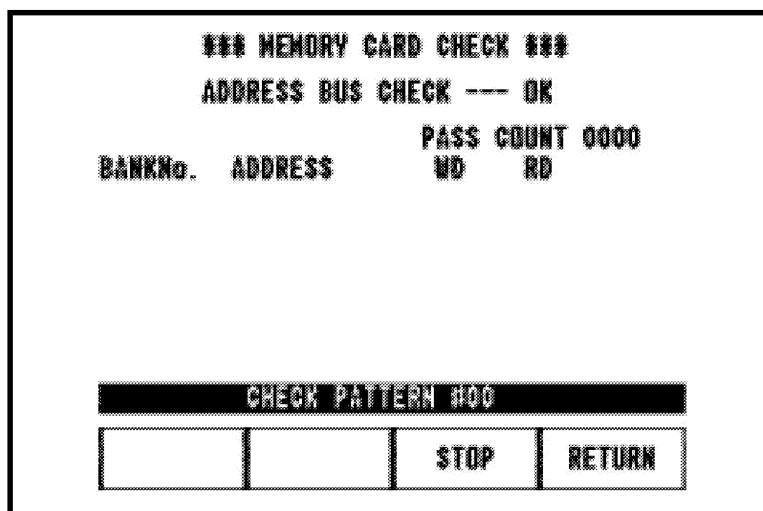 *** MEMORY CARD CHECK ***
ADDRESS BUS CHECK --- OK
PASS COUNT 0000
BANKNo. ADDRESS WD RD
CHECK PATTERN #00
STOP RETURN